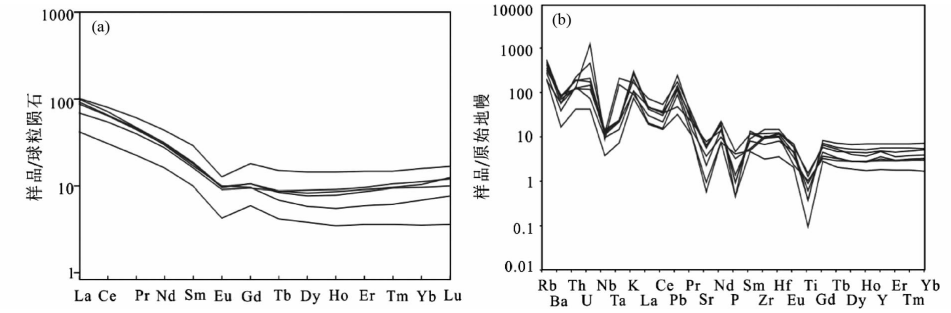 (a)
1000
100
10
1
样品/球粒陨石
La Ce Pr Nd Sm Eu Gd Tb Dy Ho Er Tm Yb Lu
(b)
10000
1000
100
10
1
0.1
0.01
样品/原始地幔
Rb Th Nb K Ce Pr Nd Sm Hf Ti Tb Ho Er Yb
Ba U Ta La Pb Sr P Zr Eu Gd Dy Y Tm